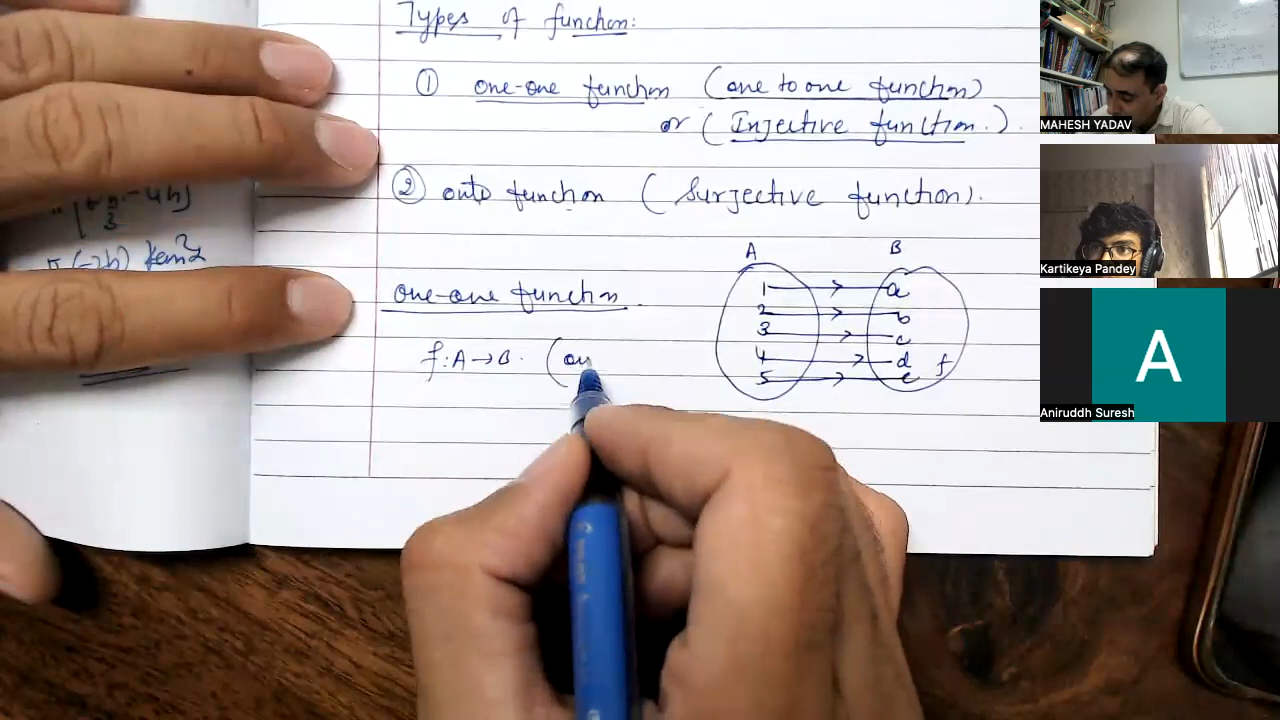 Types of function:
① one-one function (one to one function)
or (Injective function.).
② onto function (Surjective function).
A B
one-one function.
1 a
2 b
3 c
4 d f
5 e
f: A → B. (on
tan²
MAHESH YADAV
Kartikeya Pandey
A
Aniruddh Suresh